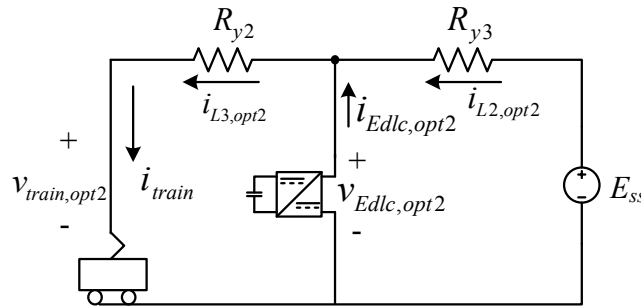 R_{y2}
R_{y3}
i_{L3,opt2}
i_{L2,opt2}
i_{Edlc,opt2}
+
v_{train,opt2}
-
i_{train}
+
v_{Edlc,opt2}
-
+
-
E_{ss}